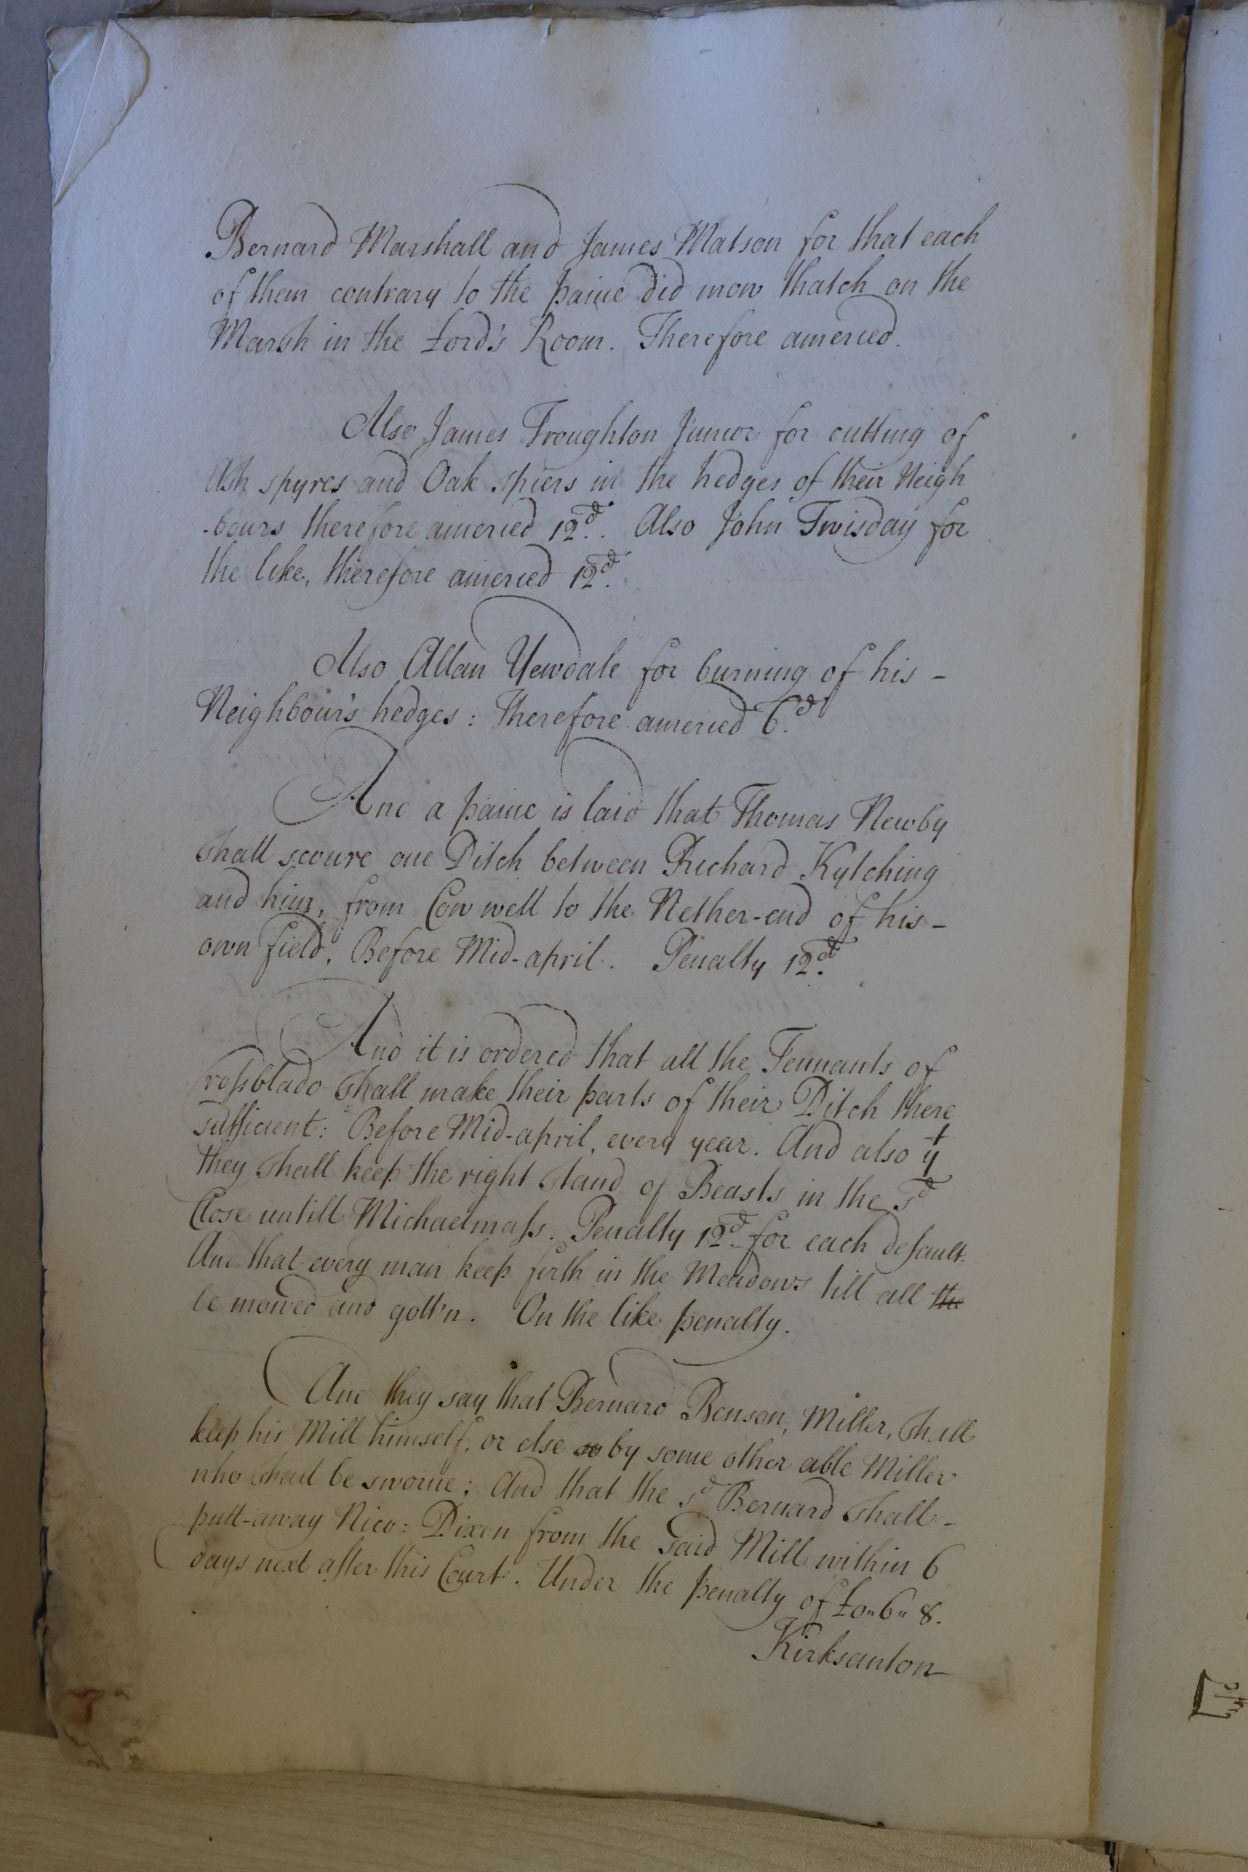 Bernard Marshall and James Matson for that each
of them contrary to the paine did mow thatch on the
Marsh in the Lord's Room. Therefore amercied.
Also James Troughton Junior for cutting of
Ash spyres and Oak spiers in the hedges of their Neigh
-bours therefore amercied 12d. Also John Twisday for
the like, therefore amercied 12d.
Also Allan Yewdale for burning of his -
Neighbour's hedges: Therefore amercied 6d.
And a paine is laid that Thomas Newby
shall scoure one Ditch between Richard Kytching
and him, from Cow well to the Nether-end of his -
own field, Before Mid-april. Penalty 12d.
And it is ordered that all the Tennants of
Crossblado shall make their parts of their Ditch there
sufficient: Before Mid-april, every year. And also yt
they shall keep the right stand of Beasts in the sd
Close untill Michaelmass. Penalty 12d. for each default.
And that every man keep firth in the Meadows till all the
be mowed and gott'n. On the like penalty.
And they say that Bernard Benson, Miller, shall
keep his Mill himself, or else so by some other able Miller
who shall be sworne; And that the sd Bernard shall -
putt-away Nico: Dixon from the said Mill within 6
days next after this Court. Under the penalty of £0" 6" 8.
Kirksanton